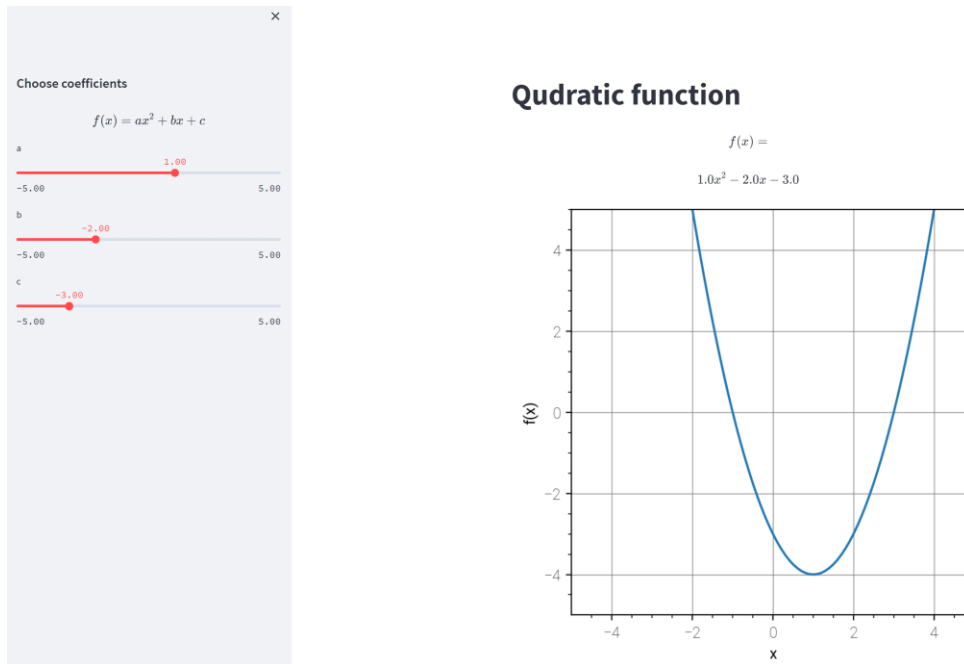 ×
Choose coefficients
f(x) = ax² + bx + c
a
1.00
-5.00 5.00
b
-2.00
-5.00 5.00
c
-3.00
-5.00 5.00
Qudratic function
f(x) =
1.0x² − 2.0x − 3.0
4
2
0
−2
−4
f(x)
−4 −2 0 2 4
x